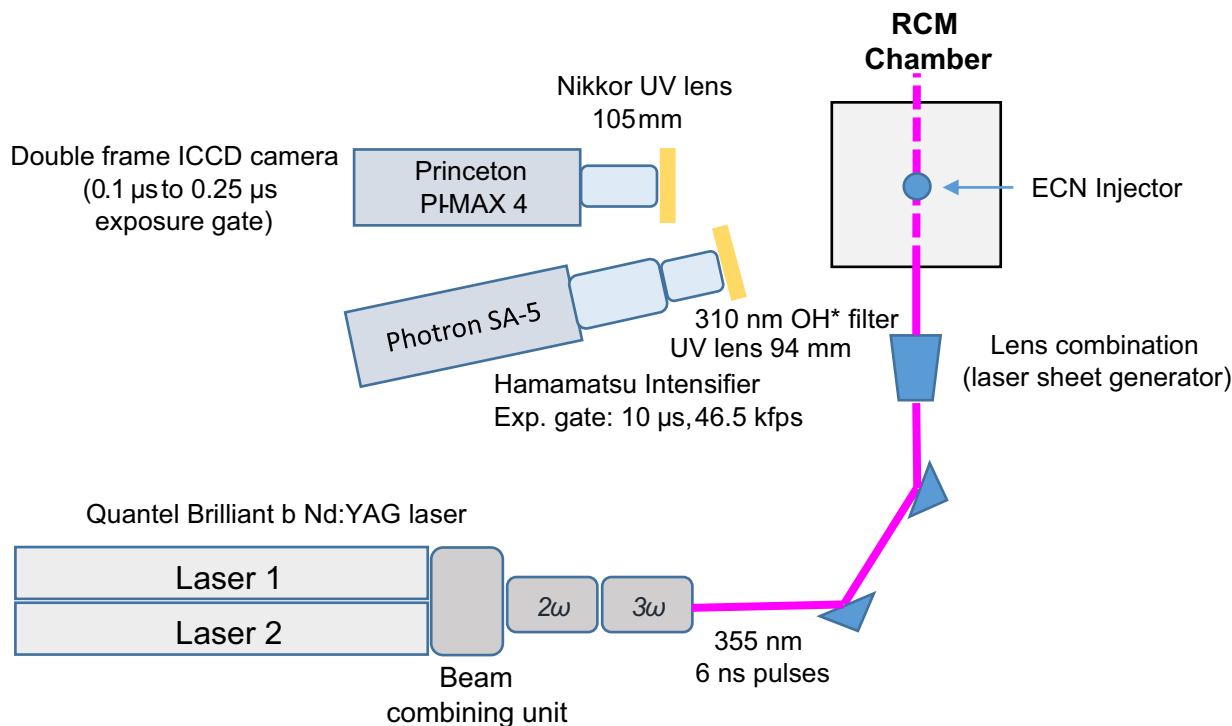 RCM
Chamber
Nikkor UV lens
105 mm
Double frame ICCD camera
(0.1 µs to 0.25 µs
exposure gate)
Princeton
PI-MAX 4
ECN Injector
Photron SA-5
310 nm OH* filter
UV lens 94 mm
Lens combination
(laser sheet generator)
Hamamatsu Intensifier
Exp. gate: 10 µs, 46.5 kfps
Quantel Brilliant b Nd:YAG laser
Laser 1
Laser 2
2ω
3ω
355 nm
6 ns pulses
Beam
combining unit